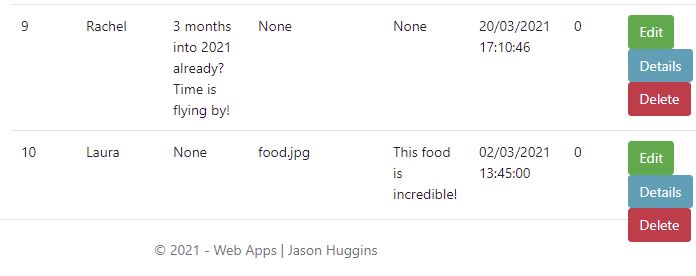 9 Rachel 3 months None None 20/03/2021 0 Edit
into 2021 17:10:46
already? Details
Time is
flying by! Delete
10 Laura None food.jpg This food 02/03/2021 0 Edit
is 13:45:00
incredible! Details
Delete
© 2021 - Web Apps | Jason Huggins